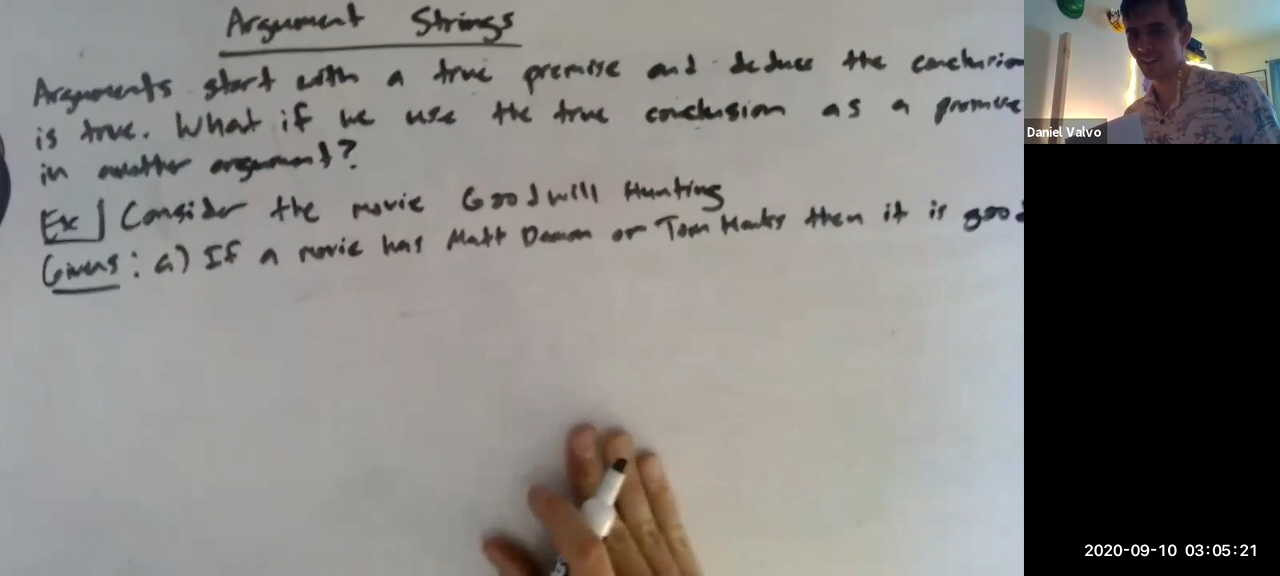 Argument Strings
Arguments start with a true premise and deduce the conclusion
is true. What if we use the true conclusion as a premise
in another argument?
Ex] Consider the movie Goodwill Hunting
Givens: a) If a movie has Matt Damon or Tom Hanks then it is good
Daniel Valvo
2020-09-10 03:05:21